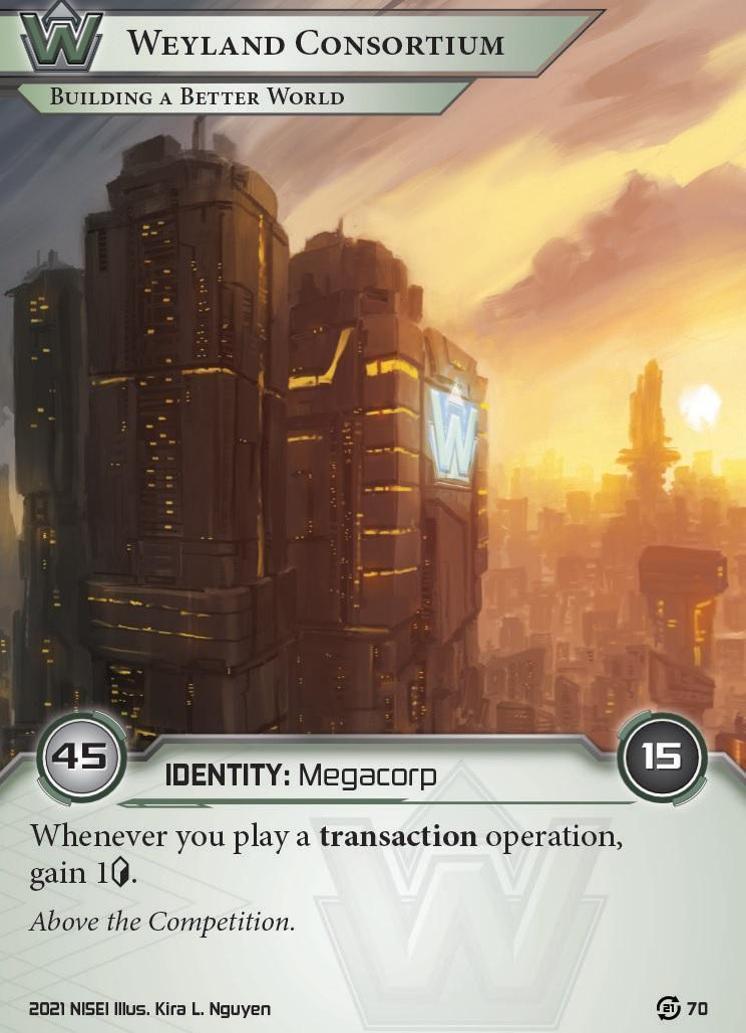 W
Weyland Consortium
Building a Better World
W
45
15
IDENTITY: Megacorp
Whenever you play a transaction operation,
gain 1.
Above the Competition.
2021 NISEI Illus. Kira L. Nguyen
21 70